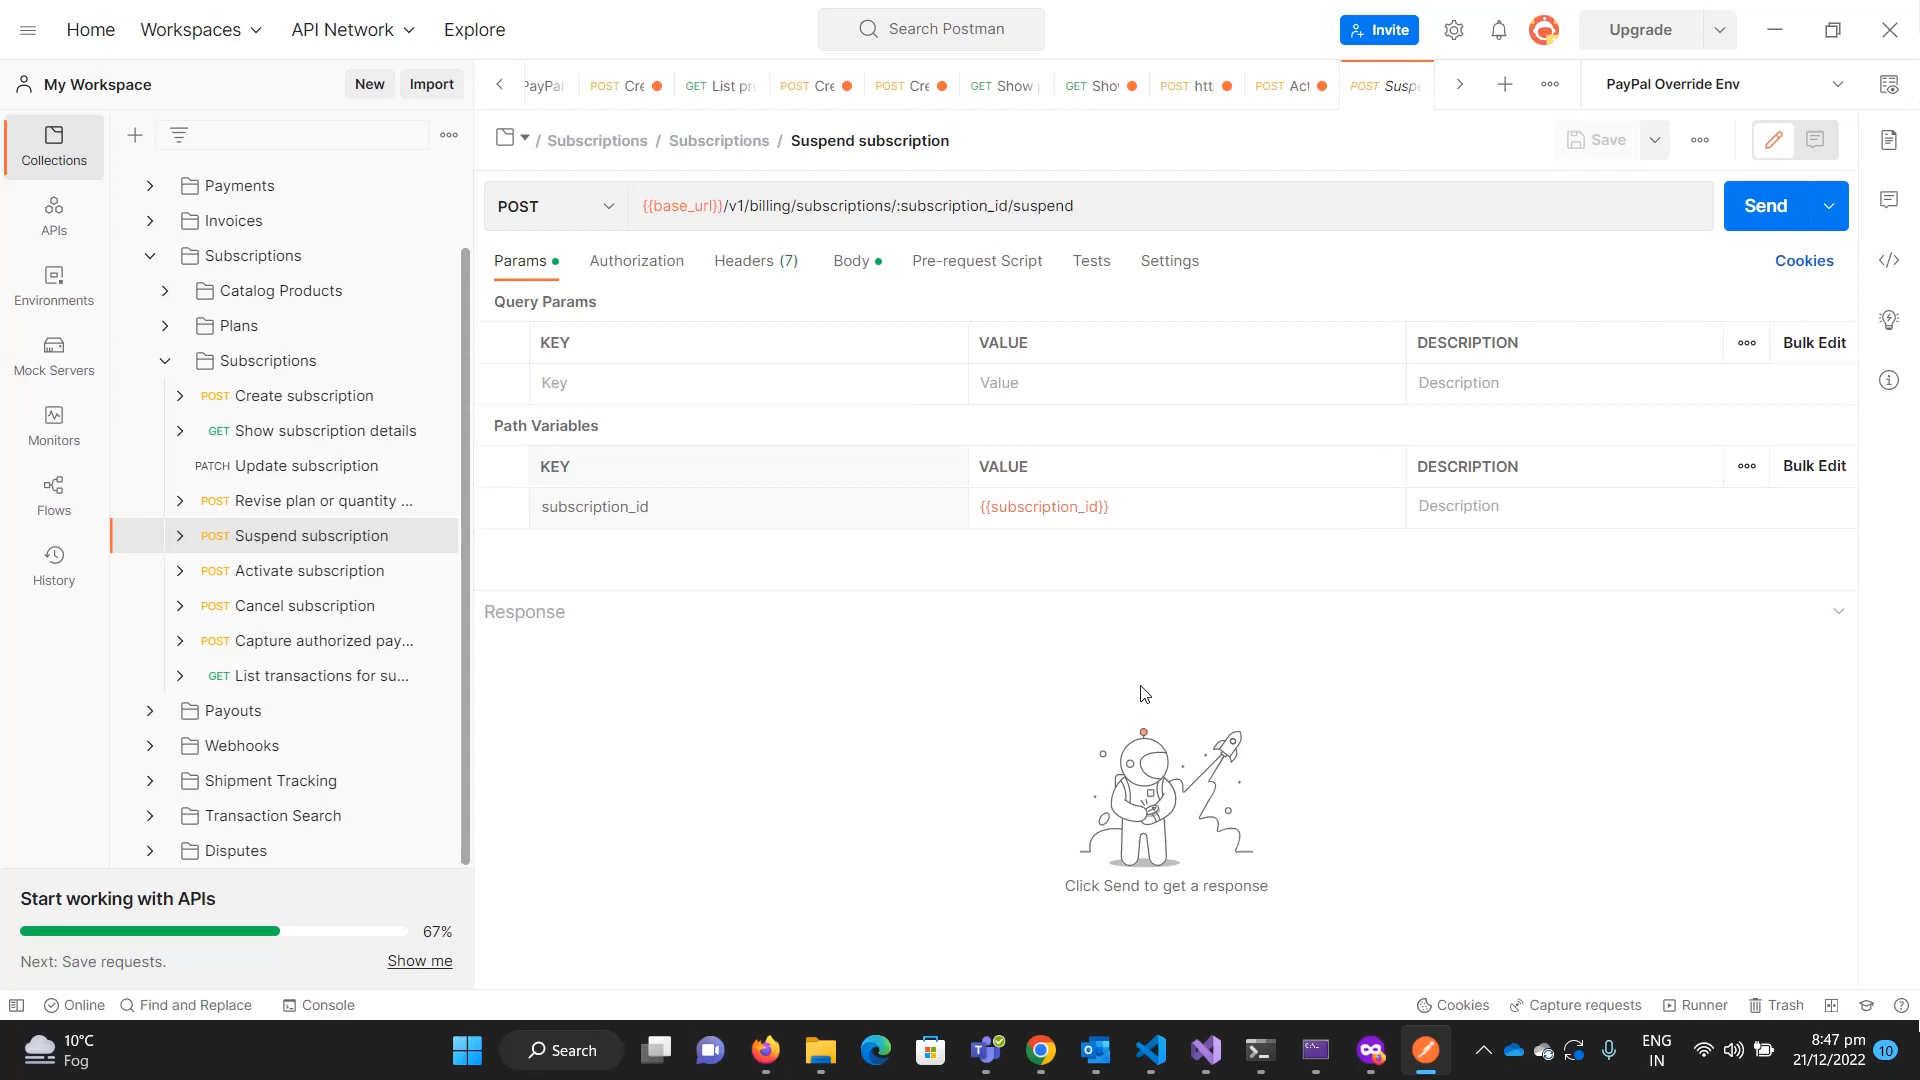 Home Workspaces API Network Explore Search Postman Invite Upgrade
My Workspace New Import
PayPal POST Cre GET List pr POST Cre POST Cre GET Show GET Sho POST htt POST Act POST Susp PayPal Override Env
/ Subscriptions / Subscriptions / Suspend subscription Save
POST {{base_url}}/v1/billing/subscriptions/:subscription_id/suspend Send
Params Authorization Headers (7) Body Pre-request Script Tests Settings Cookies
Query Params
KEY VALUE DESCRIPTION Bulk Edit
Key Value Description
Path Variables
KEY VALUE DESCRIPTION Bulk Edit
subscription_id {{subscription_id}} Description
Response
Click Send to get a response
Collections
APIs
Environments
Mock Servers
Monitors
Flows
History
Payments
Invoices
Subscriptions
Catalog Products
Plans
Subscriptions
POST Create subscription
GET Show subscription details
PATCH Update subscription
POST Revise plan or quantity ...
POST Suspend subscription
POST Activate subscription
POST Cancel subscription
POST Capture authorized pay...
GET List transactions for su...
Payouts
Webhooks
Shipment Tracking
Transaction Search
Disputes
Start working with APIs
67%
Next: Save requests. Show me
Online Find and Replace Console Cookies Capture requests Runner Trash
10°C
Fog
Search
ENG
IN
8:47 pm
21/12/2022
10